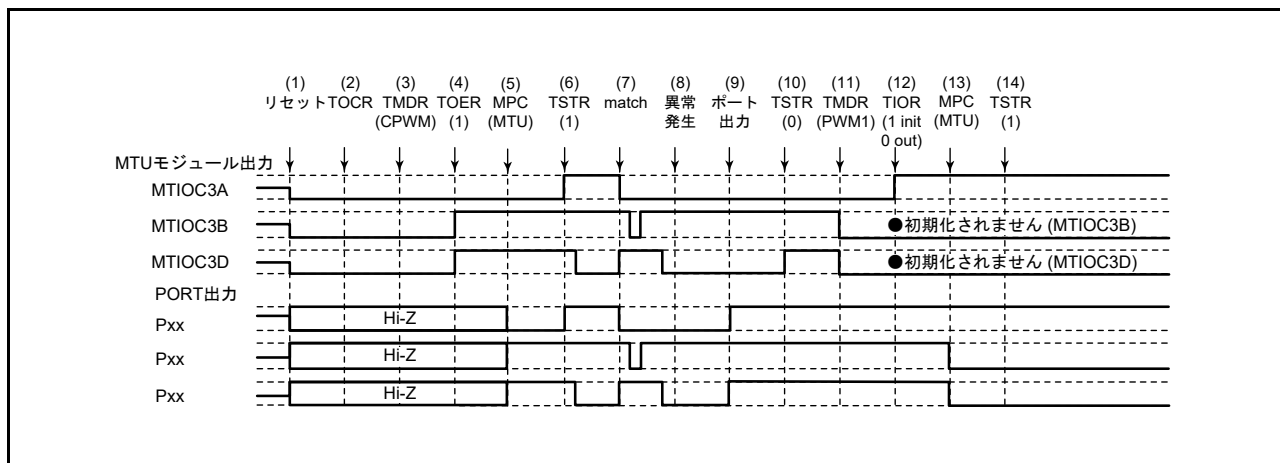 (1) (2) (3) (4) (5) (6) (7) (8) (9) (10) (11) (12) (13) (14)
リセット TOCR TMDR TOER MPC TSTR match 異常 ポート TSTR TMDR TIOR MPC TSTR
(CPWM) (1) (MTU) (1) 発生 出力 (0) (PWM1) (1 init (MTU) (1)
0 out)
MTUモジュール出力
MTIOC3A
MTIOC3B ●初期化されません (MTIOC3B)
MTIOC3D ●初期化されません (MTIOC3D)
PORT出力
Pxx Hi-Z
Pxx Hi-Z
Pxx Hi-Z